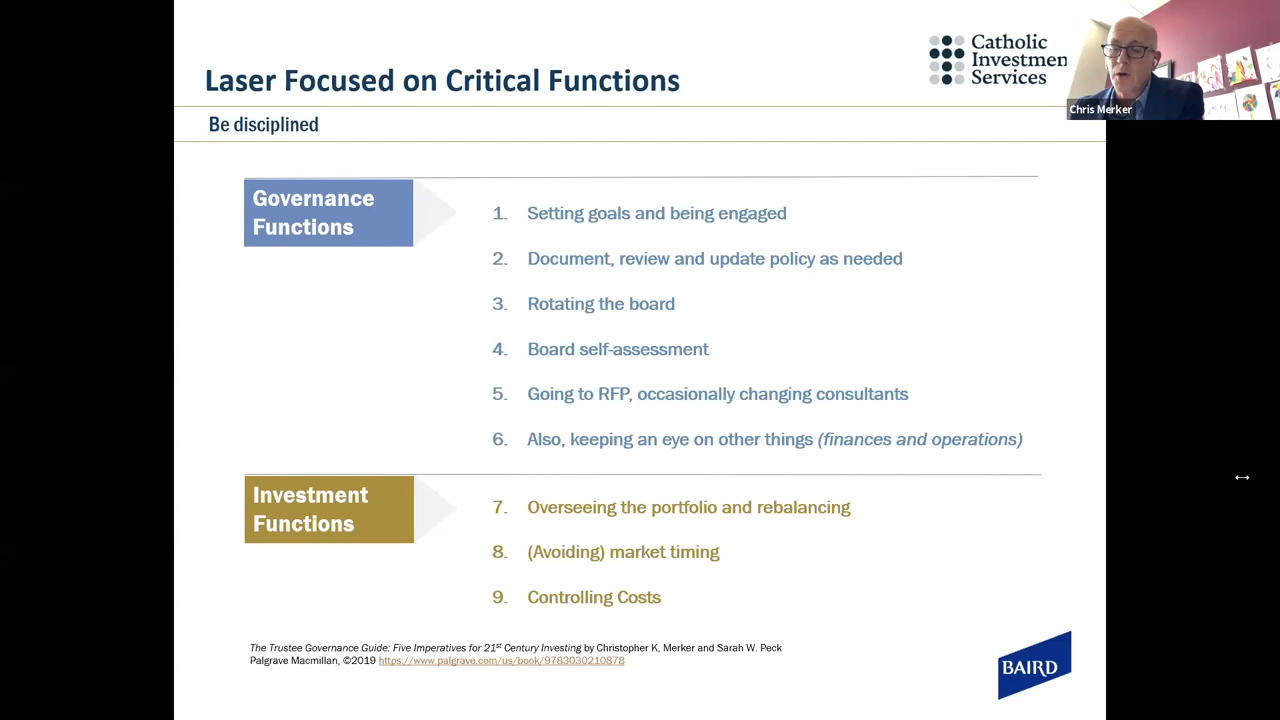 Laser Focused on Critical Functions
Catholic
Investmen
Services
Chris Merker
Be disciplined
Governance
Functions
1. Setting goals and being engaged
2. Document, review and update policy as needed
3. Rotating the board
4. Board self-assessment
5. Going to RFP, occasionally changing consultants
6. Also, keeping an eye on other things (finances and operations)
Investment
Functions
7. Overseeing the portfolio and rebalancing
8. (Avoiding) market timing
9. Controlling Costs
The Trustee Governance Guide: Five Imperatives for 21st Century Investing by Christopher K, Merker and Sarah W. Peck
Palgrave Macmillan, ©2019 https://www.palgrave.com/us/book/9783030210878
BAIRD